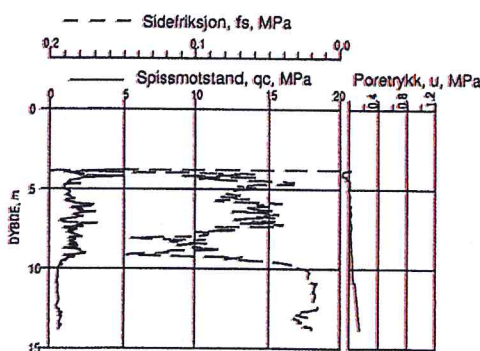 Sidefriksjon, fs, MPa
0,2 0,1 0,0
Spissmotstand, qc, MPa Poretrykk, u, MPa
0 5 10 15 20 0,4 0,8 1,2
0
5
10
15
DYBDE, m